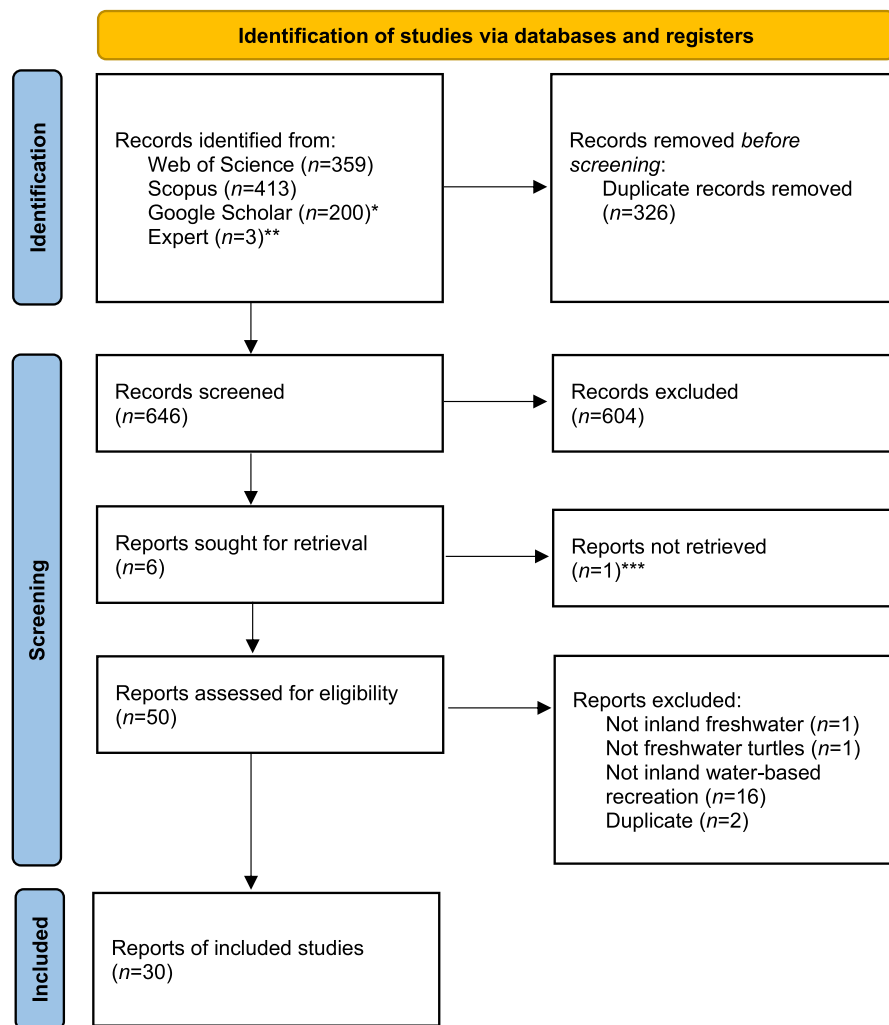 Identification of studies via databases and registers
Identification
Records identified from:
Web of Science (n=359)
Scopus (n=413)
Google Scholar (n=200)*
Expert (n=3)**
Records removed before
screening:
Duplicate records removed
(n=326)
Screening
Records screened
(n=646)
Records excluded
(n=604)
Reports sought for retrieval
(n=6)
Reports not retrieved
(n=1)***
Reports assessed for eligibility
(n=50)
Reports excluded:
Not inland freshwater (n=1)
Not freshwater turtles (n=1)
Not inland water-based
recreation (n=16)
Duplicate (n=2)
Included
Reports of included studies
(n=30)